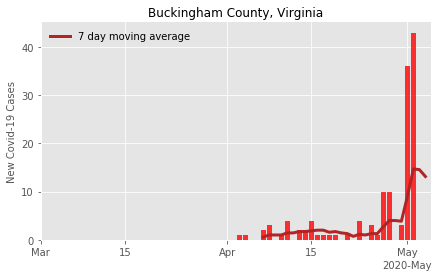 Buckingham County, Virginia
7 day moving average
New Covid-19 Cases
40
30
20
10
0
Mar 15 Apr 15 May
2020-May